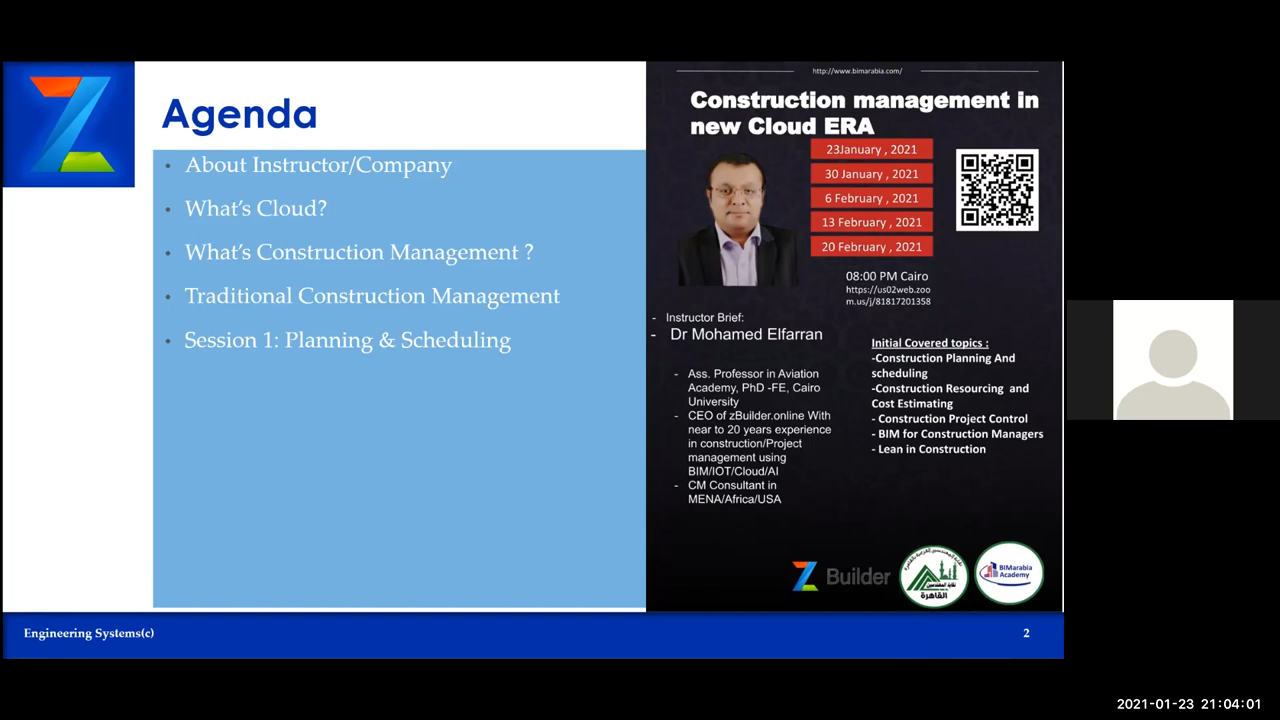 Agenda
• About Instructor/Company
• What's Cloud?
• What's Construction Management ?
• Traditional Construction Management
• Session 1: Planning & Scheduling
http://www.bimarabia.com/
Construction management in
new Cloud ERA
23January , 2021
30 January , 2021
6 February , 2021
13 February , 2021
20 February , 2021
08:00 PM Cairo
https://us02web.zoo
m.us/j/81817201358
- Instructor Brief:
- Dr Mohamed Elfarran
- Ass. Professor in Aviation
Academy, PhD -FE, Cairo
University
- CEO of zBuilder.online With
near to 20 years experience
in construction/Project
management using
BIM/IOT/Cloud/AI
- CM Consultant in
MENA/Africa/USA
Initial Covered topics :
-Construction Planning And
scheduling
-Construction Resourcing and
Cost Estimating
- Construction Project Control
- BIM for Construction Managers
- Lean in Construction
Z Builder
نقابة المهندسين
القاهرة
BIMarabia
Academy
Engineering Systems(c)
2
2021-01-23 21:04:01